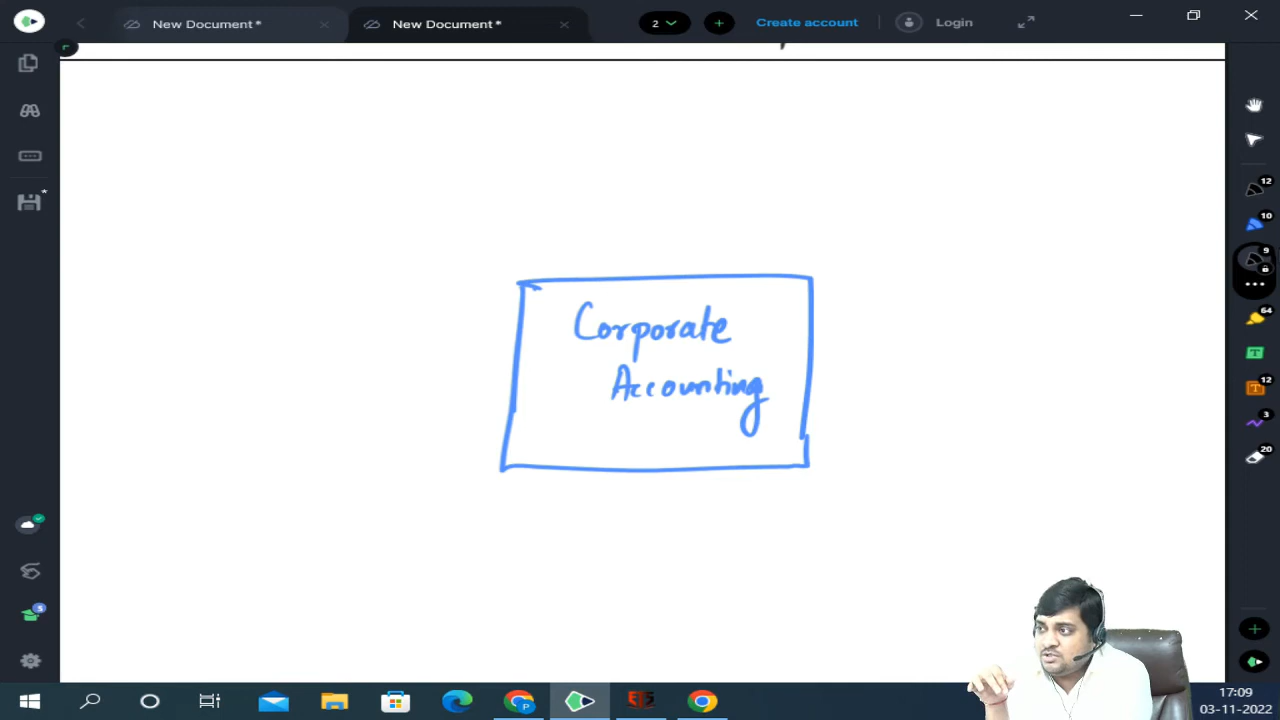 New Document*
New Document*
2
Create account
Login
Corporate
Accounting
12
10
9
64
12
3
20
5
17:09
03-11-2022